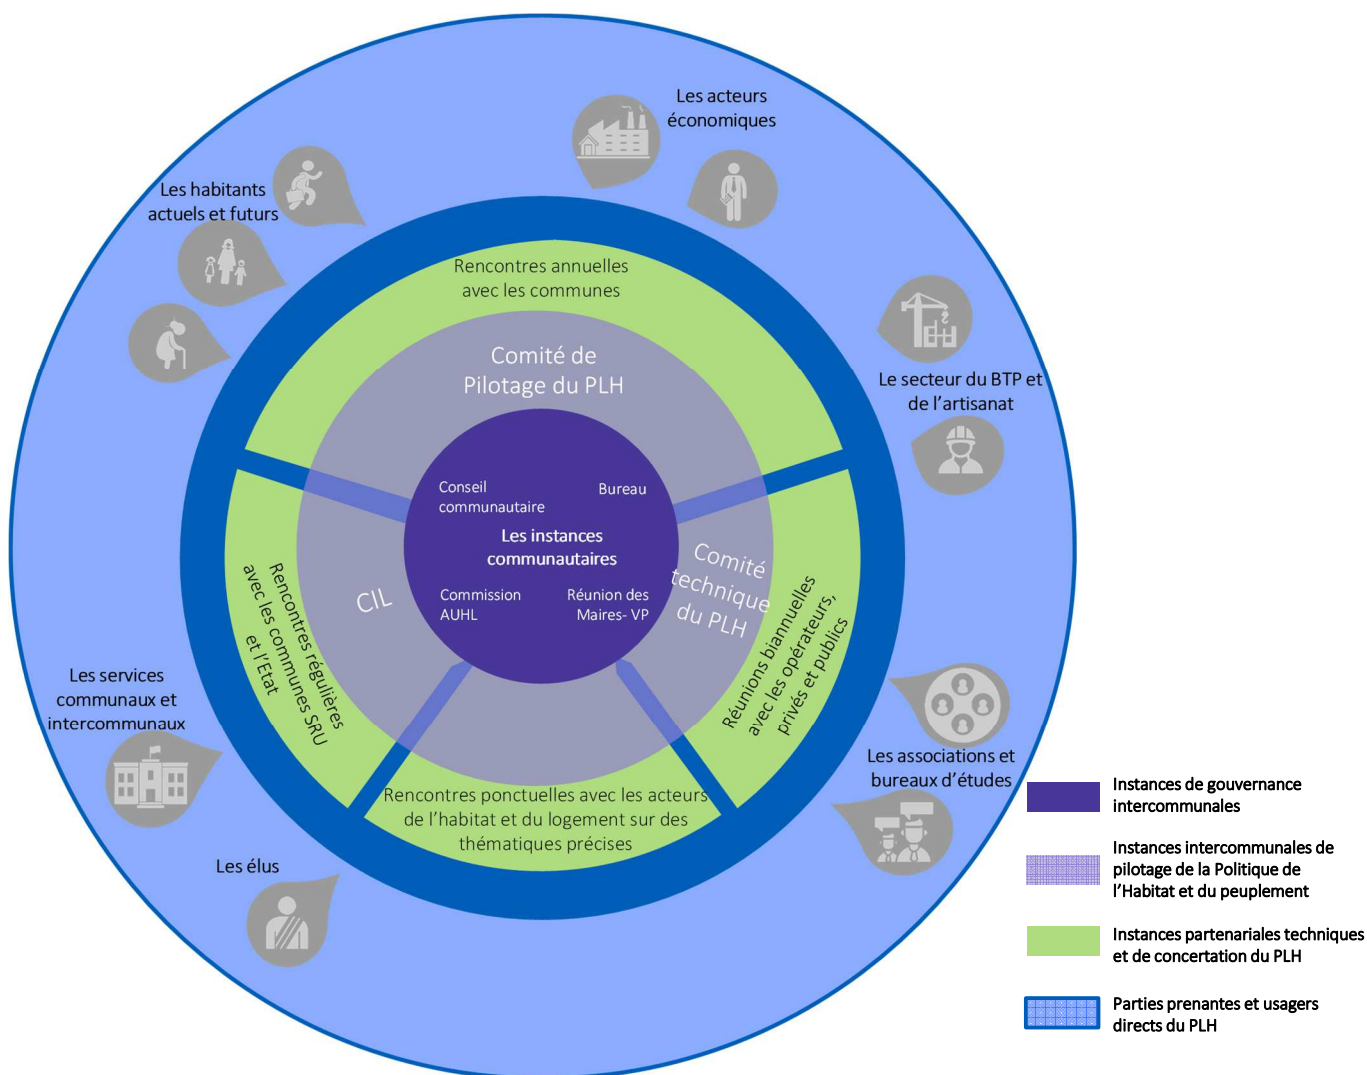 Les acteurs
économiques
Les habitants
actuels et futurs
Rencontres annuelles
avec les communes
Comité de
Pilotage du PLH
Le secteur du BTP et
de l’artisanat
Conseil
communautaire
Bureau
Les instances
communautaires
Commission
AUHL
Réunion des
Maires- VP
CIL
Comité
technique
du PLH
Rencontres régulières
avec les communes SRU
et l’Etat
Réunions biannuelles
avec les opérateurs,
privés et publics
Les services
communaux et
intercommunaux
Rencontres ponctuelles avec les acteurs
de l’habitat et du logement sur des
thématiques précises
Les associations et
bureaux d’études
Les élus
Instances de gouvernance
intercommunales
Instances intercommunales de
pilotage de la Politique de
l’Habitat et du peuplement
Instances partenariales techniques
et de concertation du PLH
Parties prenantes et usagers
directs du PLH